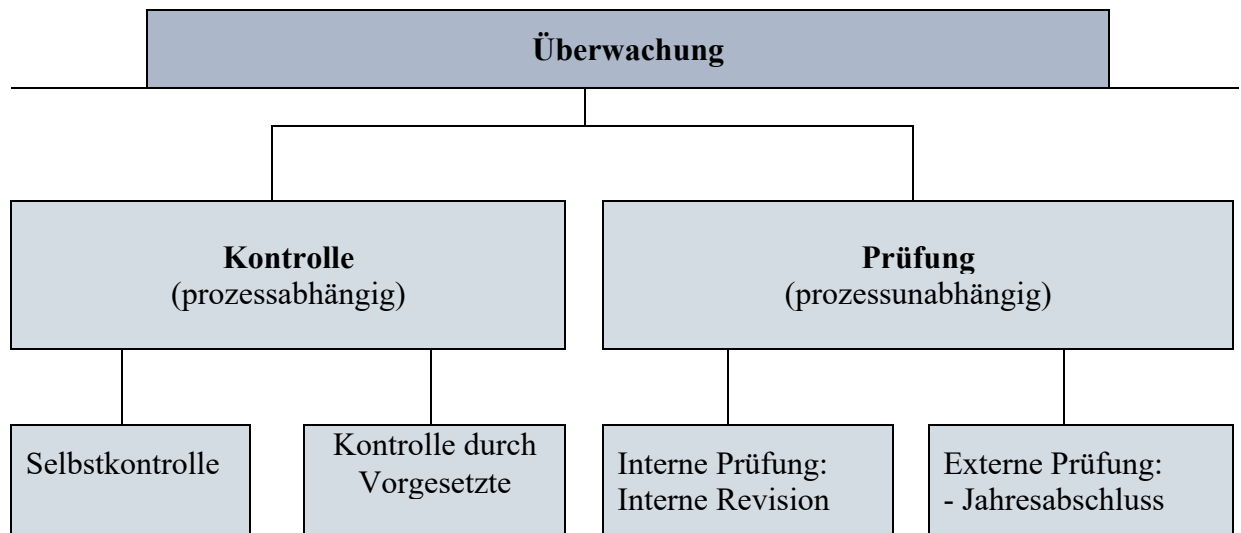 Überwachung
Kontrolle
(prozessabhängig)
Prüfung
(prozessunabhängig)
Selbstkontrolle
Kontrolle durch
Vorgesetzte
Interne Prüfung:
Interne Revision
Externe Prüfung:
- Jahresabschluss